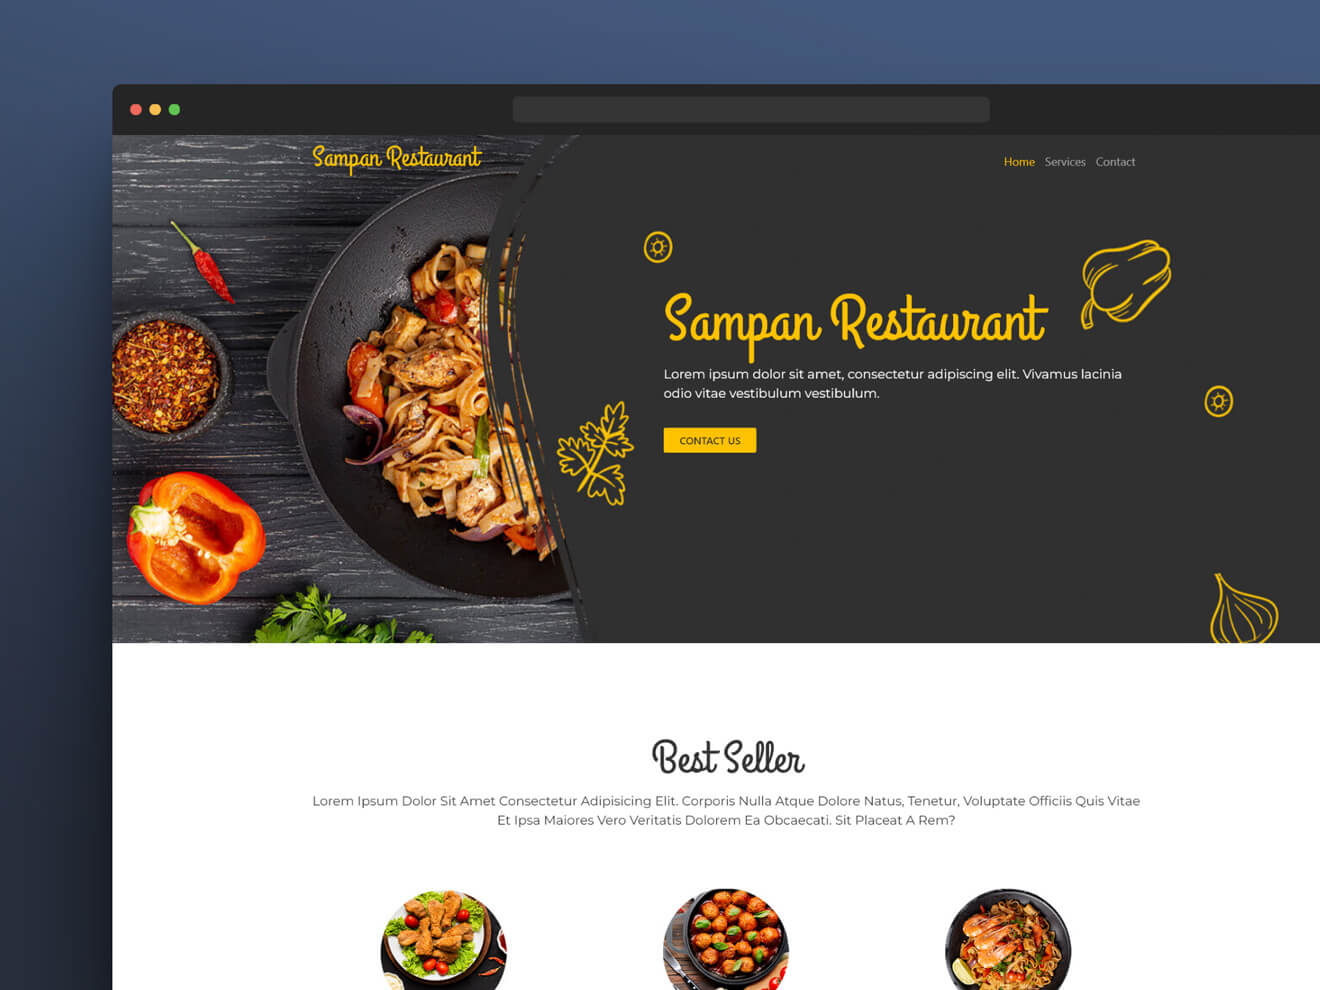 Sampan Restaurant
Home Services Contact
Sampan Restaurant
Lorem ipsum dolor sit amet, consectetur adipiscing elit. Vivamus lacinia
odio vitae vestibulum vestibulum.
CONTACT US
Best Seller
Lorem Ipsum Dolor Sit Amet Consectetur Adipisicing Elit. Corporis Nulla Atque Dolore Natus, Tenetur, Voluptate Officiis Quis Vitae
Et Ipsa Maiores Vero Veritatis Dolorem Ea Obcaecati. Sit Placeat A Rem?